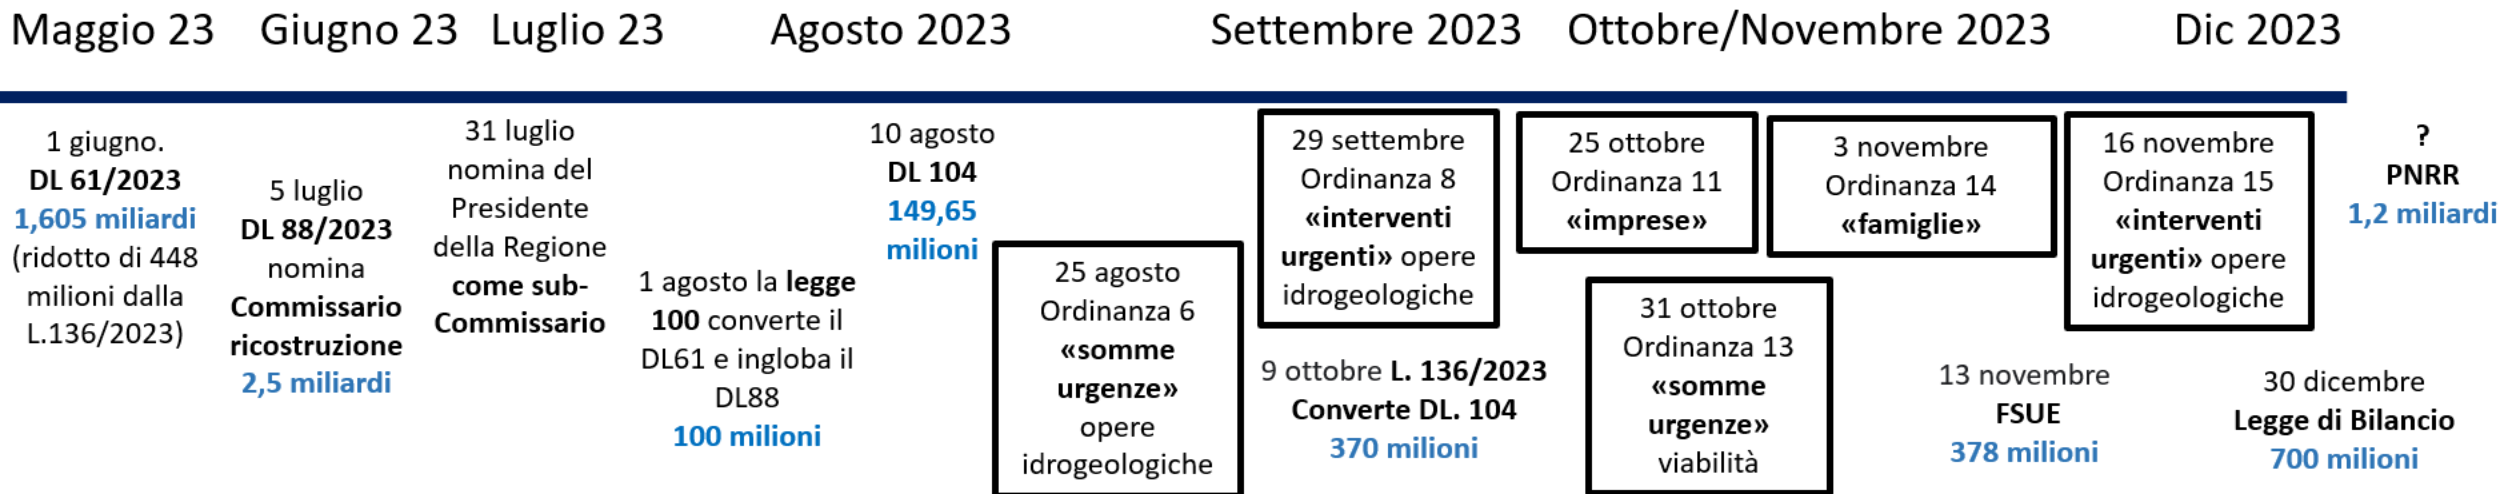 Maggio 23
Giugno 23
Luglio 23
Agosto 2023
Settembre 2023
Ottobre/Novembre 2023
Dic 2023
1 giugno.
DL 61/2023
1,605 miliardi
(ridotto di 448
milioni dalla
L.136/2023)
5 luglio
DL 88/2023
nomina
Commissario
ricostruzione
2,5 miliardi
31 luglio
nomina del
Presidente
della Regione
come sub-
Commissario
1 agosto la legge
100 converte il
DL61 e ingloba il
DL88
100 milioni
10 agosto
DL 104
149,65
milioni
25 agosto
Ordinanza 6
«somme
urgenze»
opere
idrogeologiche
29 settembre
Ordinanza 8
«interventi
urgenti» opere
idrogeologiche
9 ottobre L. 136/2023
Converte DL. 104
370 milioni
25 ottobre
Ordinanza 11
«imprese»
31 ottobre
Ordinanza 13
«somme
urgenze»
viabilità
3 novembre
Ordinanza 14
«famiglie»
13 novembre
FSUE
378 milioni
16 novembre
Ordinanza 15
«interventi
urgenti» opere
idrogeologiche
30 dicembre
Legge di Bilancio
700 milioni
?
PNRR
1,2 miliardi